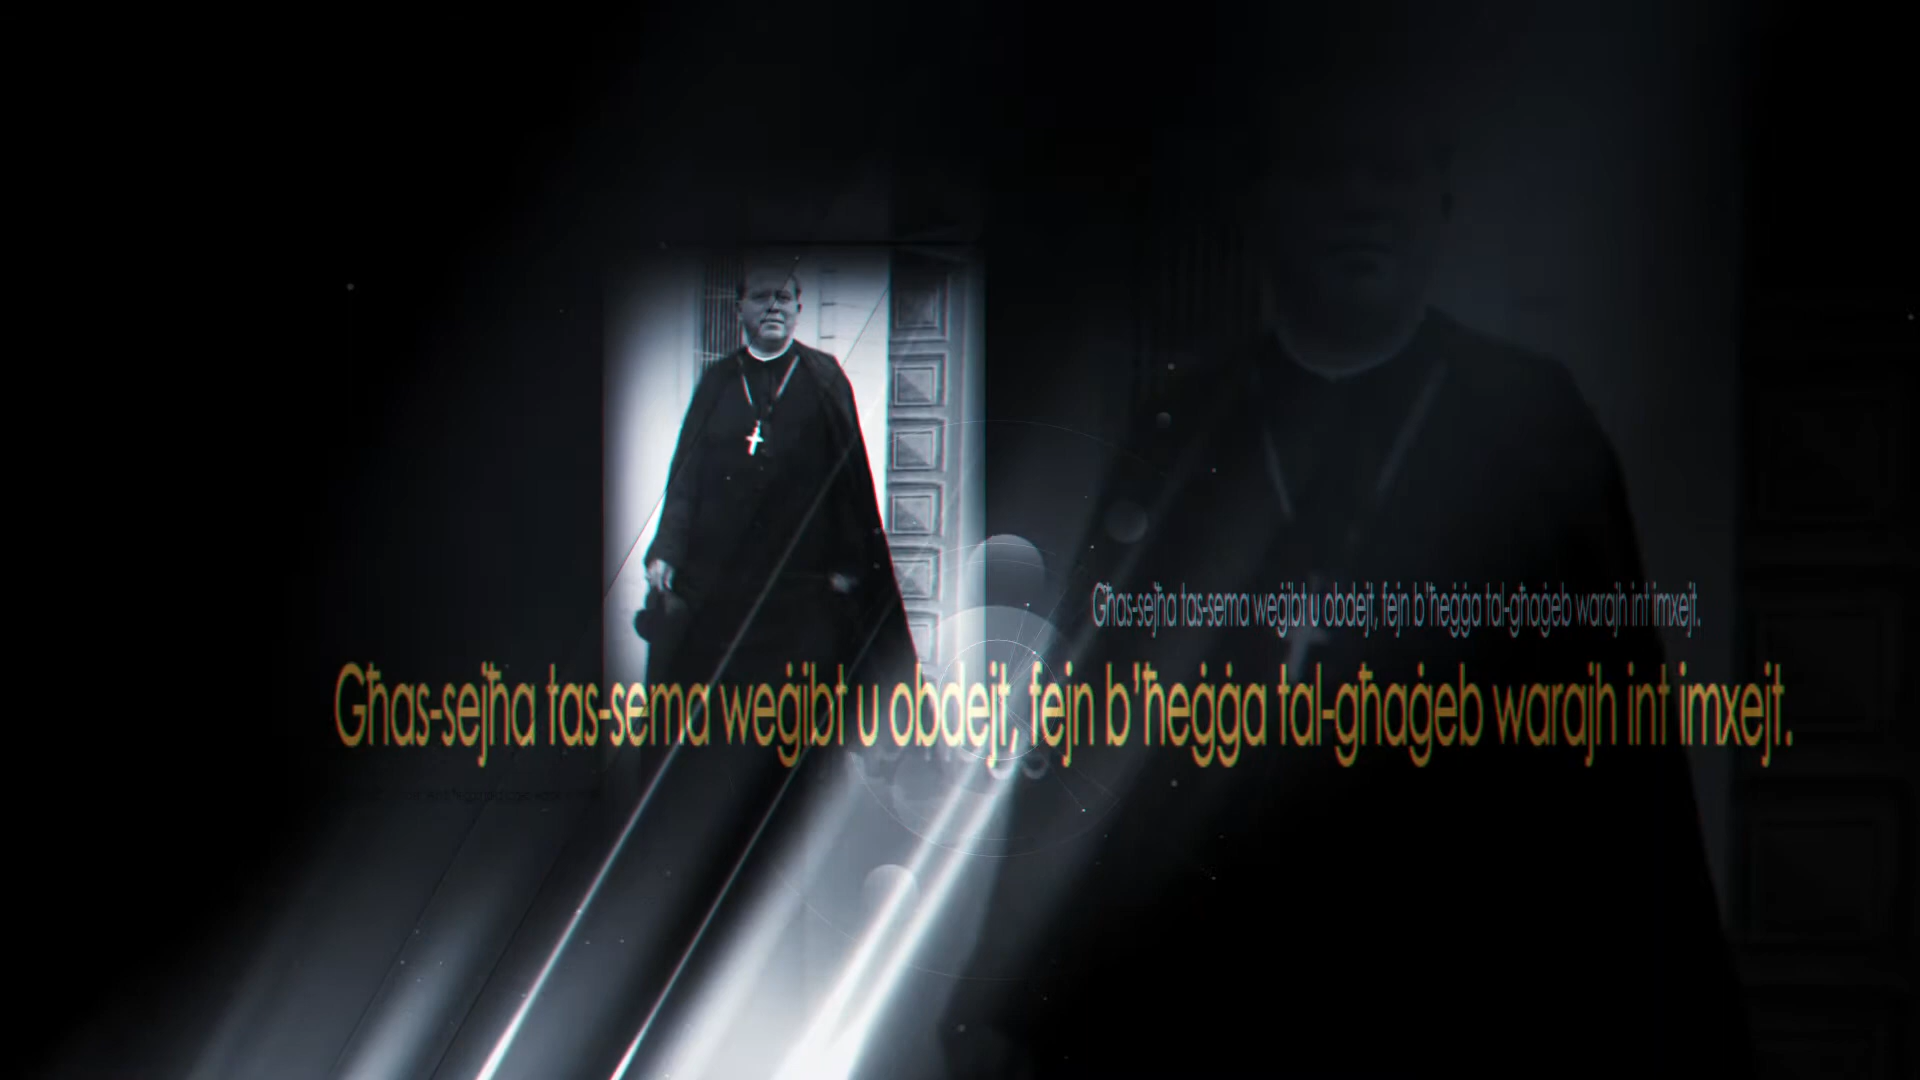 Għas-sejħa tas-sema weġibt u obdejt, fejn b'ħeġġa tal-għaġeb warajh int imxejt.
Għas-sejħa tas-sema weġibt u obdejt, fejn b'ħeġġa tal-għaġeb warajh int imxejt.